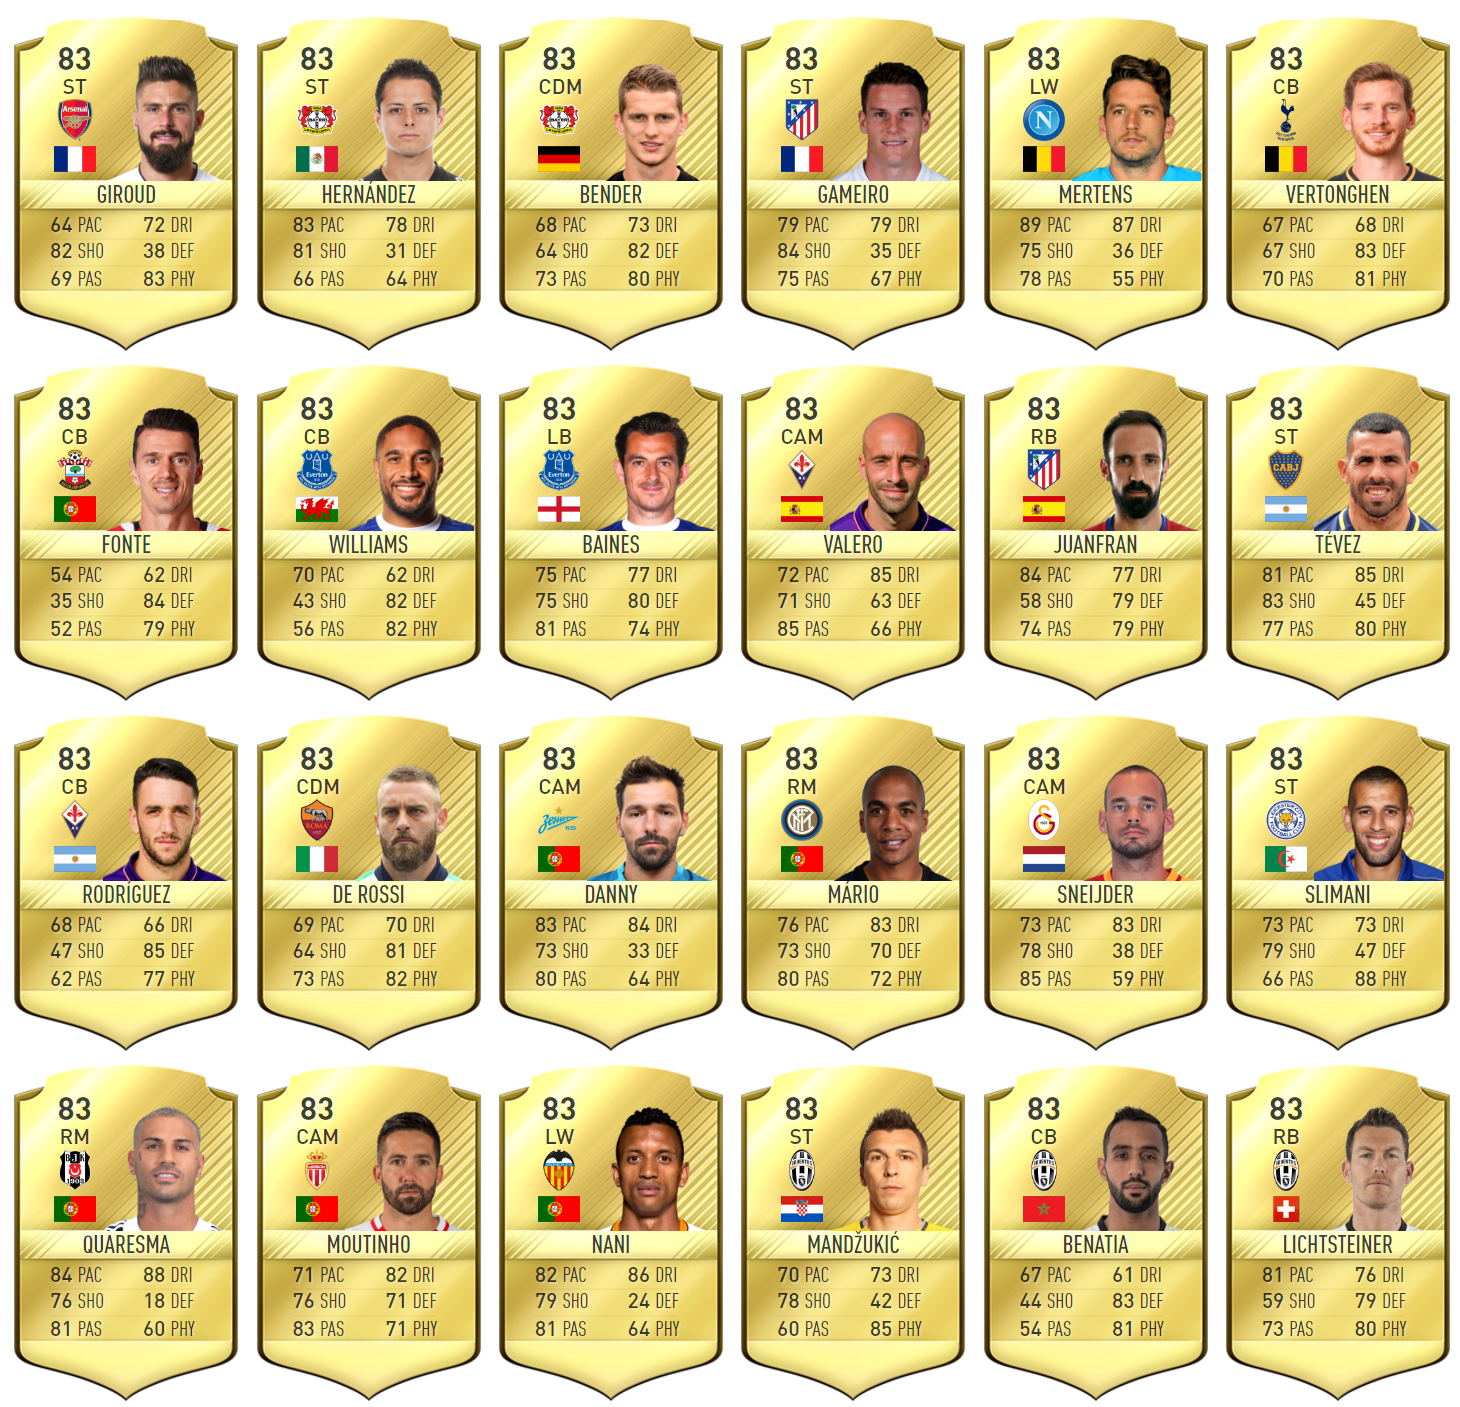 83
ST
Arsenal
GIROUD
64 PAC 72 DRI
82 SHO 38 DEF
69 PAS 83 PHY
83
ST
HERNÁNDEZ
83 PAC 78 DRI
81 SHO 31 DEF
66 PAS 64 PHY
83
CDM
BENDER
68 PAC 73 DRI
64 SHO 82 DEF
73 PAS 80 PHY
83
ST
GAMEIRO
79 PAC 79 DRI
84 SHO 35 DEF
75 PAS 67 PHY
83
LW
N
MERTENS
89 PAC 87 DRI
75 SHO 36 DEF
78 PAS 55 PHY
83
CB
VERTONGHEN
67 PAC 68 DRI
67 SHO 83 DEF
70 PAS 81 PHY
83
CB
FONTE
54 PAC 62 DRI
35 SHO 84 DEF
52 PAS 79 PHY
83
CB
Everton
WILLIAMS
70 PAC 62 DRI
43 SHO 82 DEF
56 PAS 82 PHY
83
LB
Everton
BAINES
75 PAC 77 DRI
75 SHO 80 DEF
81 PAS 74 PHY
83
CAM
VALERO
72 PAC 85 DRI
71 SHO 63 DEF
85 PAS 66 PHY
83
RB
JUANFRAN
84 PAC 77 DRI
58 SHO 79 DEF
74 PAS 79 PHY
83
ST
CABJ
TÉVEZ
81 PAC 85 DRI
83 SHO 45 DEF
77 PAS 80 PHY
83
CB
RODRÍGUEZ
68 PAC 66 DRI
47 SHO 85 DEF
62 PAS 77 PHY
83
CDM
ROMA
DE ROSSI
69 PAC 70 DRI
64 SHO 81 DEF
73 PAS 82 PHY
83
CAM
DANNY
83 PAC 84 DRI
73 SHO 33 DEF
80 PAS 64 PHY
83
RM
MÁRIO
76 PAC 83 DRI
73 SHO 70 DEF
80 PAS 72 PHY
83
CAM
SNEIJDER
73 PAC 83 DRI
78 SHO 38 DEF
85 PAS 59 PHY
83
ST
SLIMANI
73 PAC 73 DRI
79 SHO 47 DEF
66 PAS 88 PHY
83
RM
BJK
1903
QUARESMA
84 PAC 88 DRI
76 SHO 18 DEF
81 PAS 60 PHY
83
CAM
MOUTINHO
71 PAC 82 DRI
76 SHO 71 DEF
83 PAS 71 PHY
83
LW
NANI
82 PAC 86 DRI
79 SHO 24 DEF
81 PAS 64 PHY
83
ST
JUVENTUS
MANDŽUKIĆ
70 PAC 73 DRI
78 SHO 42 DEF
60 PAS 85 PHY
83
CB
JUVENTUS
BENATIA
67 PAC 61 DRI
44 SHO 83 DEF
54 PAS 81 PHY
83
RB
JUVENTUS
LICHTSTEINER
81 PAC 76 DRI
59 SHO 79 DEF
73 PAS 80 PHY